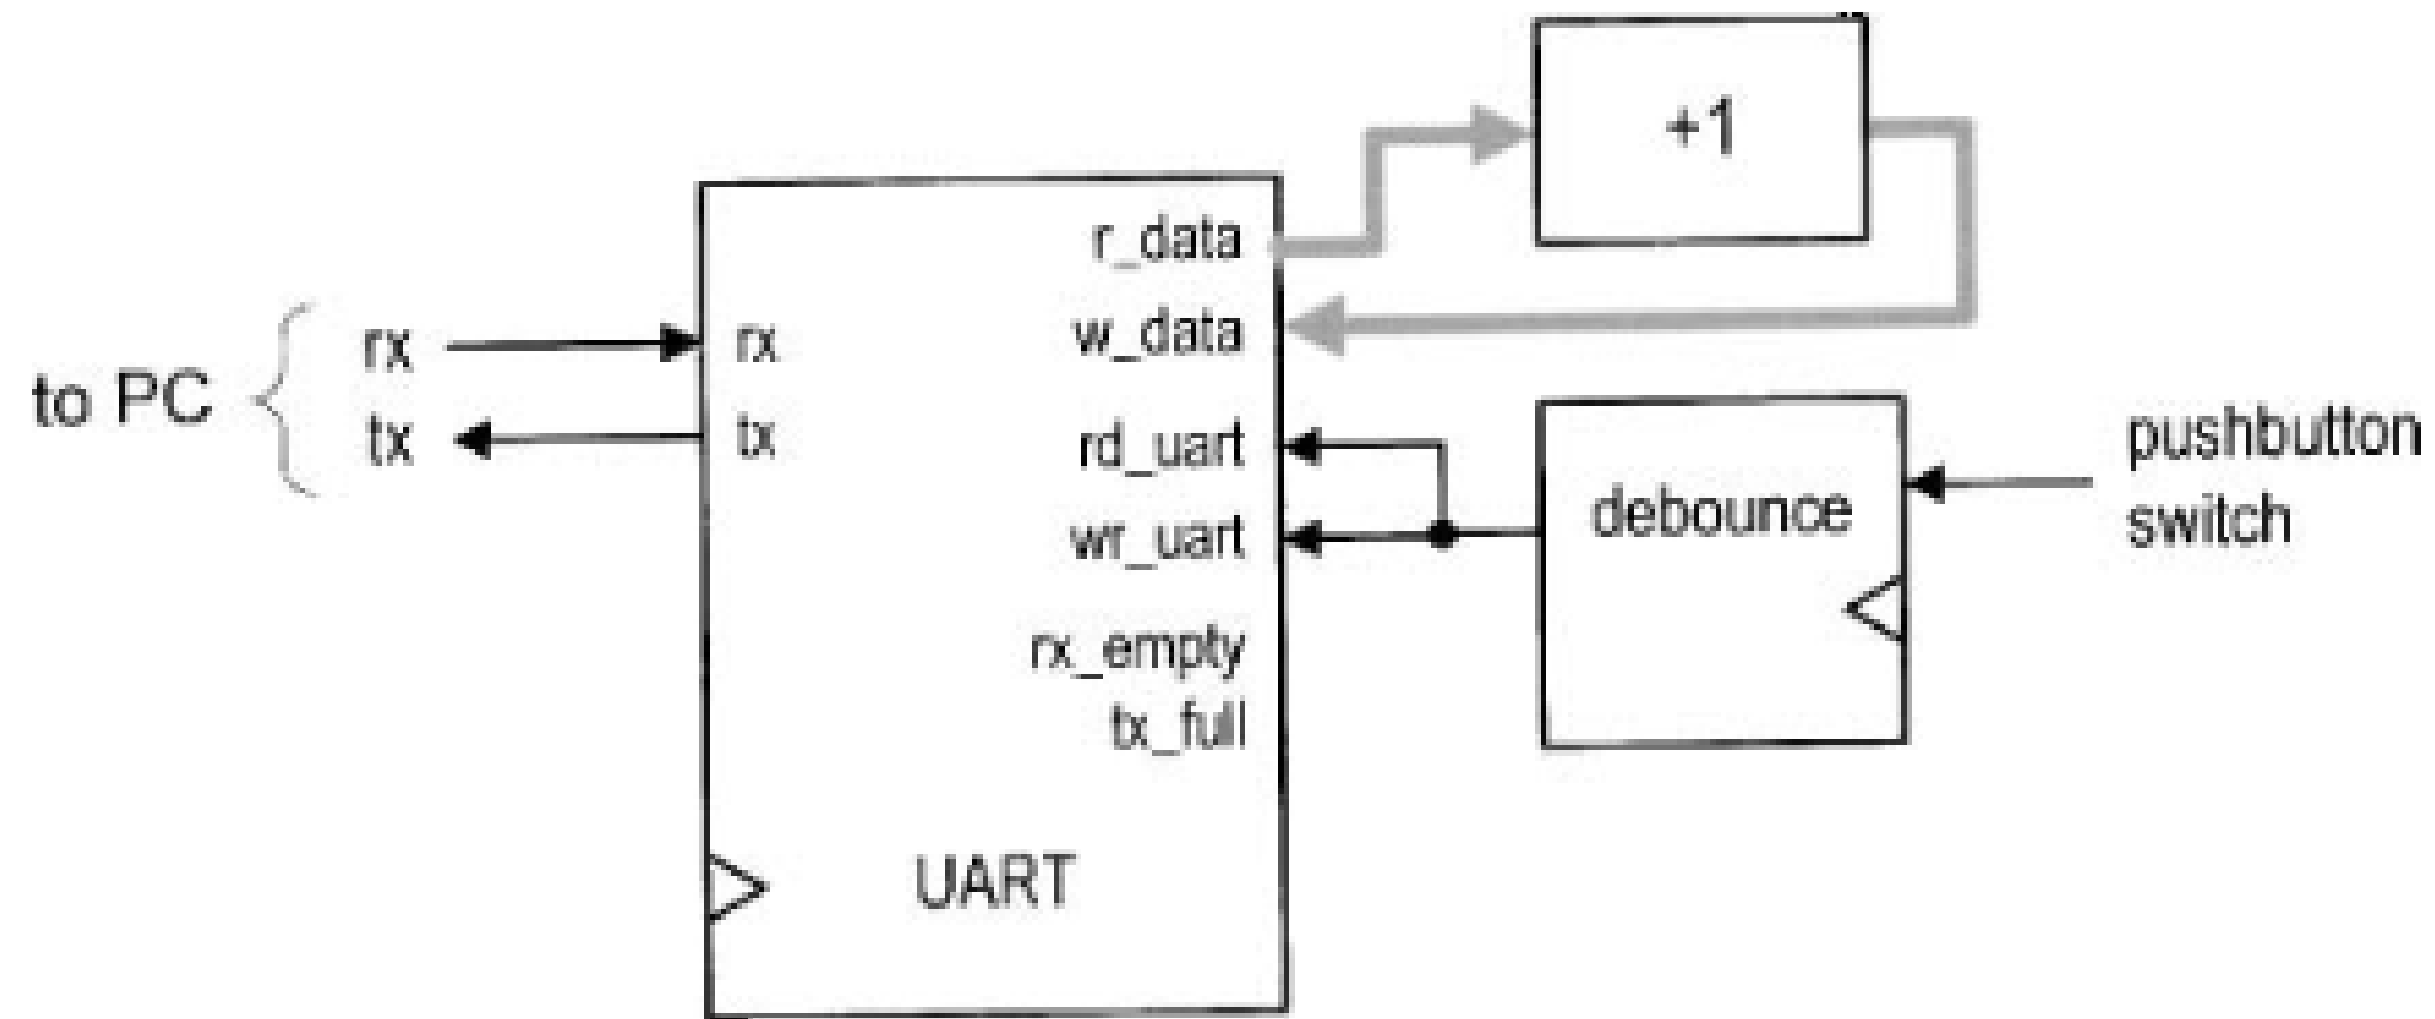 +1
r_data
w_data
to PC
rx
tx
rx
tx
rd_uart
wr_uart
rx_empty
tx_full
UART
debounce
pushbutton
switch